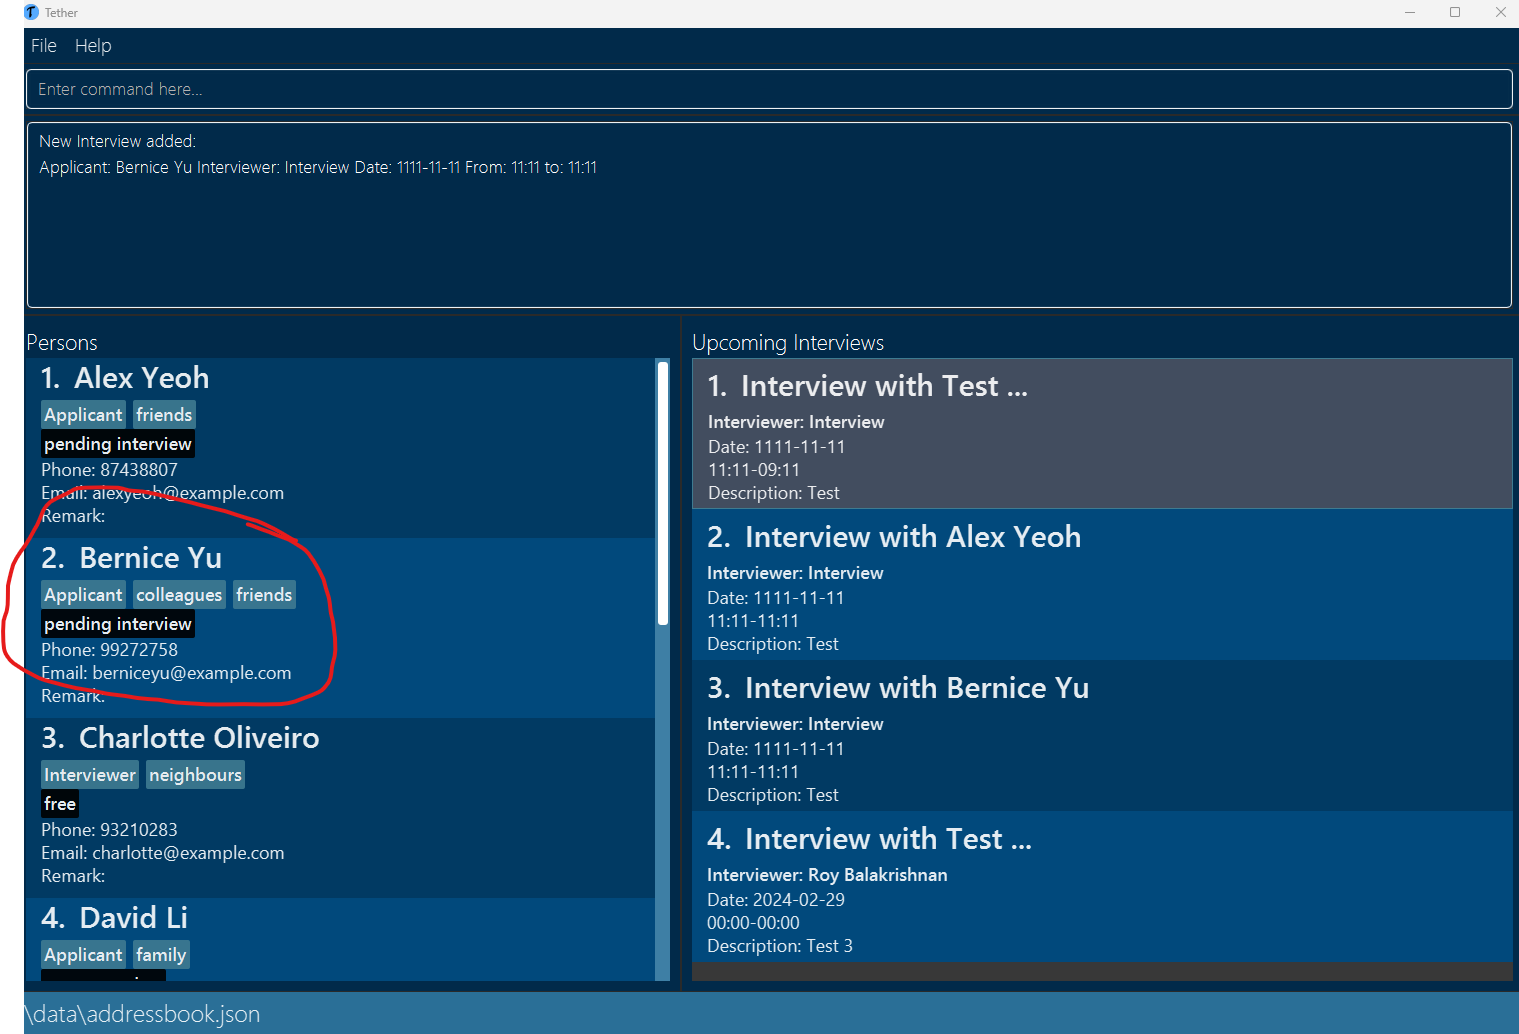 Tether
File Help
Enter command here...
New Interview added:
Applicant: Bernice Yu Interviewer: Interview Date: 1111-11-11 From: 11:11 to: 11:11
Persons
1. Alex Yeoh
Applicant friends
pending interview
Phone: 87438807
Email: alexyeoh@example.com
Remark:
2. Bernice Yu
Applicant colleagues friends
pending interview
Phone: 99272758
Email: berniceyu@example.com
Remark:
3. Charlotte Oliveiro
Interviewer neighbours
free
Phone: 93210283
Email: charlotte@example.com
Remark:
4. David Li
Applicant family
Upcoming Interviews
1. Interview with Test ...
Interviewer: Interview
Date: 1111-11-11
11:11-09:11
Description: Test
2. Interview with Alex Yeoh
Interviewer: Interview
Date: 1111-11-11
11:11-11:11
Description: Test
3. Interview with Bernice Yu
Interviewer: Interview
Date: 1111-11-11
11:11-11:11
Description: Test
4. Interview with Test ...
Interviewer: Roy Balakrishnan
Date: 2024-02-29
00:00-00:00
Description: Test 3
\data\addressbook.json